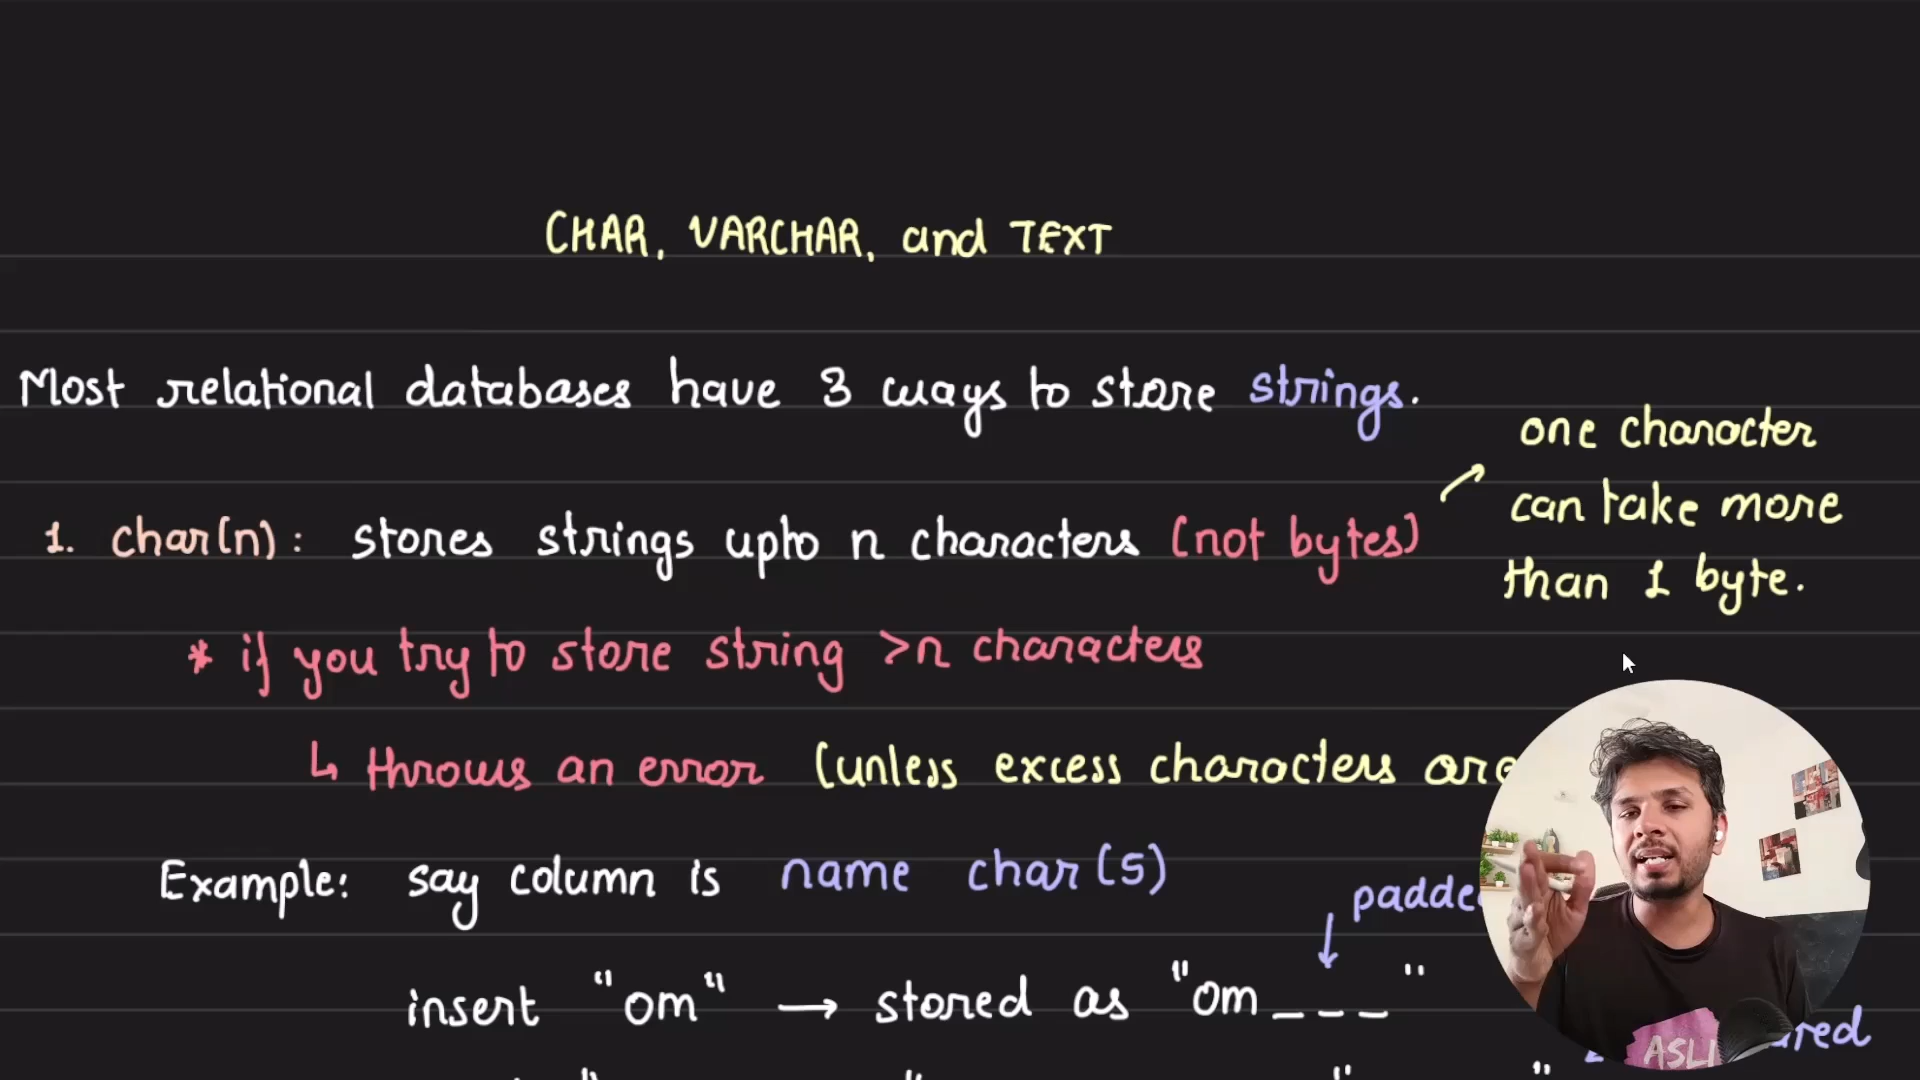 CHAR, VARCHAR, and TEXT
Most relational databases have 3 ways to store strings.
1. char(n): stores strings upto n characters (not bytes)
one character
can take more
than 1 byte.
* if you try to store string >n characters
↳ throws an error (unless excess characters are
Example: say column is name char(5)
padde
insert "om" → stored as "om___"
ASLI